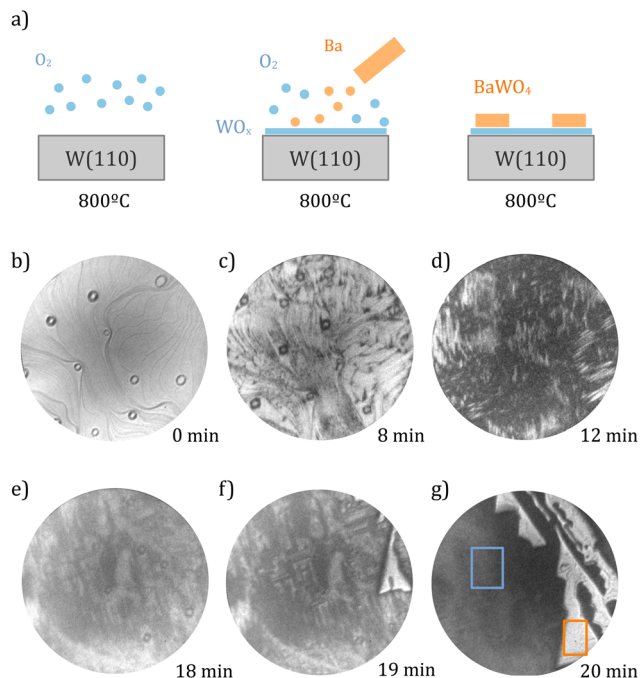 a)
O₂
WOₓ
O₂
Ba
BaWO₄
W(110)
W(110)
W(110)
800ºC
800ºC
800ºC
b)
c)
d)
0 min
8 min
12 min
e)
f)
g)
18 min
19 min
20 min